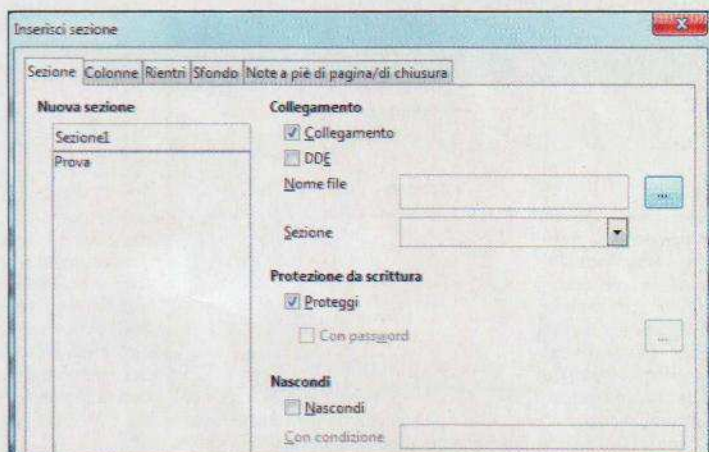 Inserisci sezione
Sezione Colonne Rientri Sfondo Note a piè di pagina/di chiusura
Nuova sezione
Sezione1
Prova
Collegamento
Collegamento
DDE
Nome file
...
Sezione
Protezione da scrittura
Proteggi
Con password
...
Nascondi
Nascondi
Con condizione